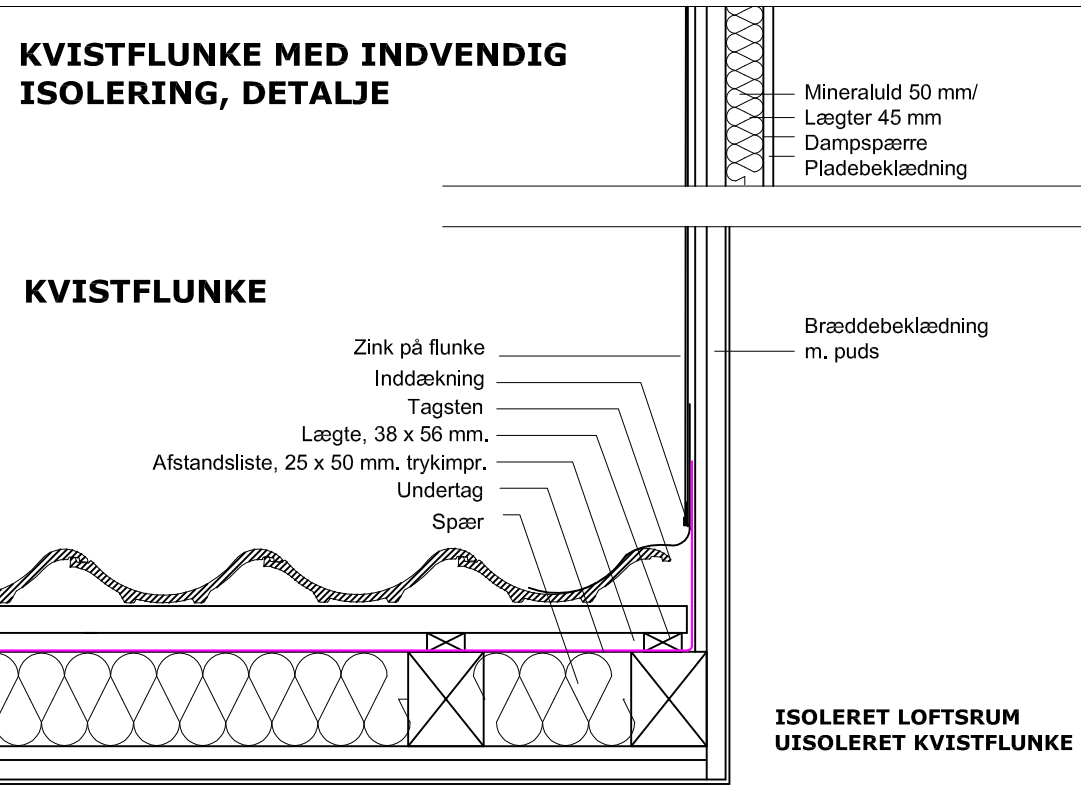 KVISTFLUNKE MED INDVENDIG
ISOLERING, DETALJE
Mineraluld 50 mm/
Lægter 45 mm
Dampspærre
Pladebeklædning
KVISTFLUNKE
Bræddebeklædning
m. puds
Zink på flunke
Inddækning
Tagsten
Lægte, 38 x 56 mm.
Afstandsliste, 25 x 50 mm. trykimpr.
Undertag
Spær
ISOLERET LOFTSRUM
UISOLERET KVISTFLUNKE